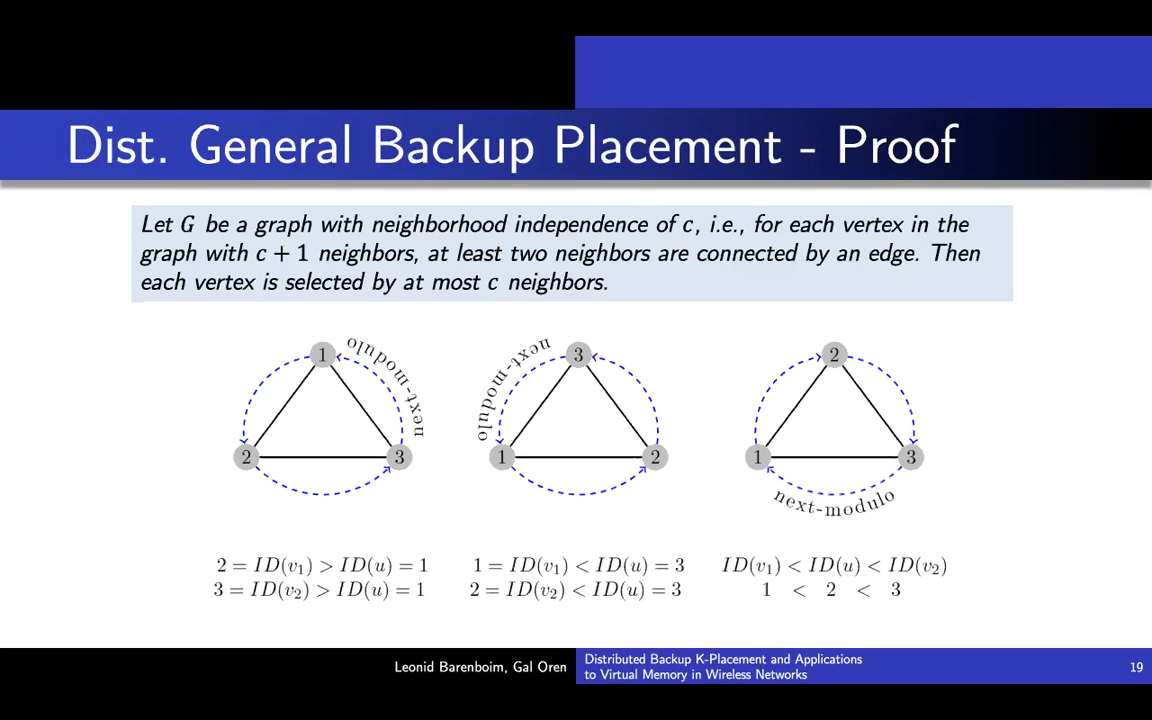 Dist. General Backup Placement - Proof
Let G be a graph with neighborhood independence of c, i.e., for each vertex in the
graph with c + 1 neighbors, at least two neighbors are connected by an edge. Then
each vertex is selected by at most c neighbors.
1
next-modulo
2
3
3
next-modulo
1
2
2
1
3
next-modulo
2 = ID(v₁) > ID(u) = 1
3 = ID(v₂) > ID(u) = 1
1 = ID(v₁) < ID(u) = 3
2 = ID(v₂) < ID(u) = 3
ID(v₁) < ID(u) < ID(v₂)
1 < 2 < 3
Leonid Barenboim, Gal Oren
Distributed Backup K-Placement and Applications
to Virtual Memory in Wireless Networks
19